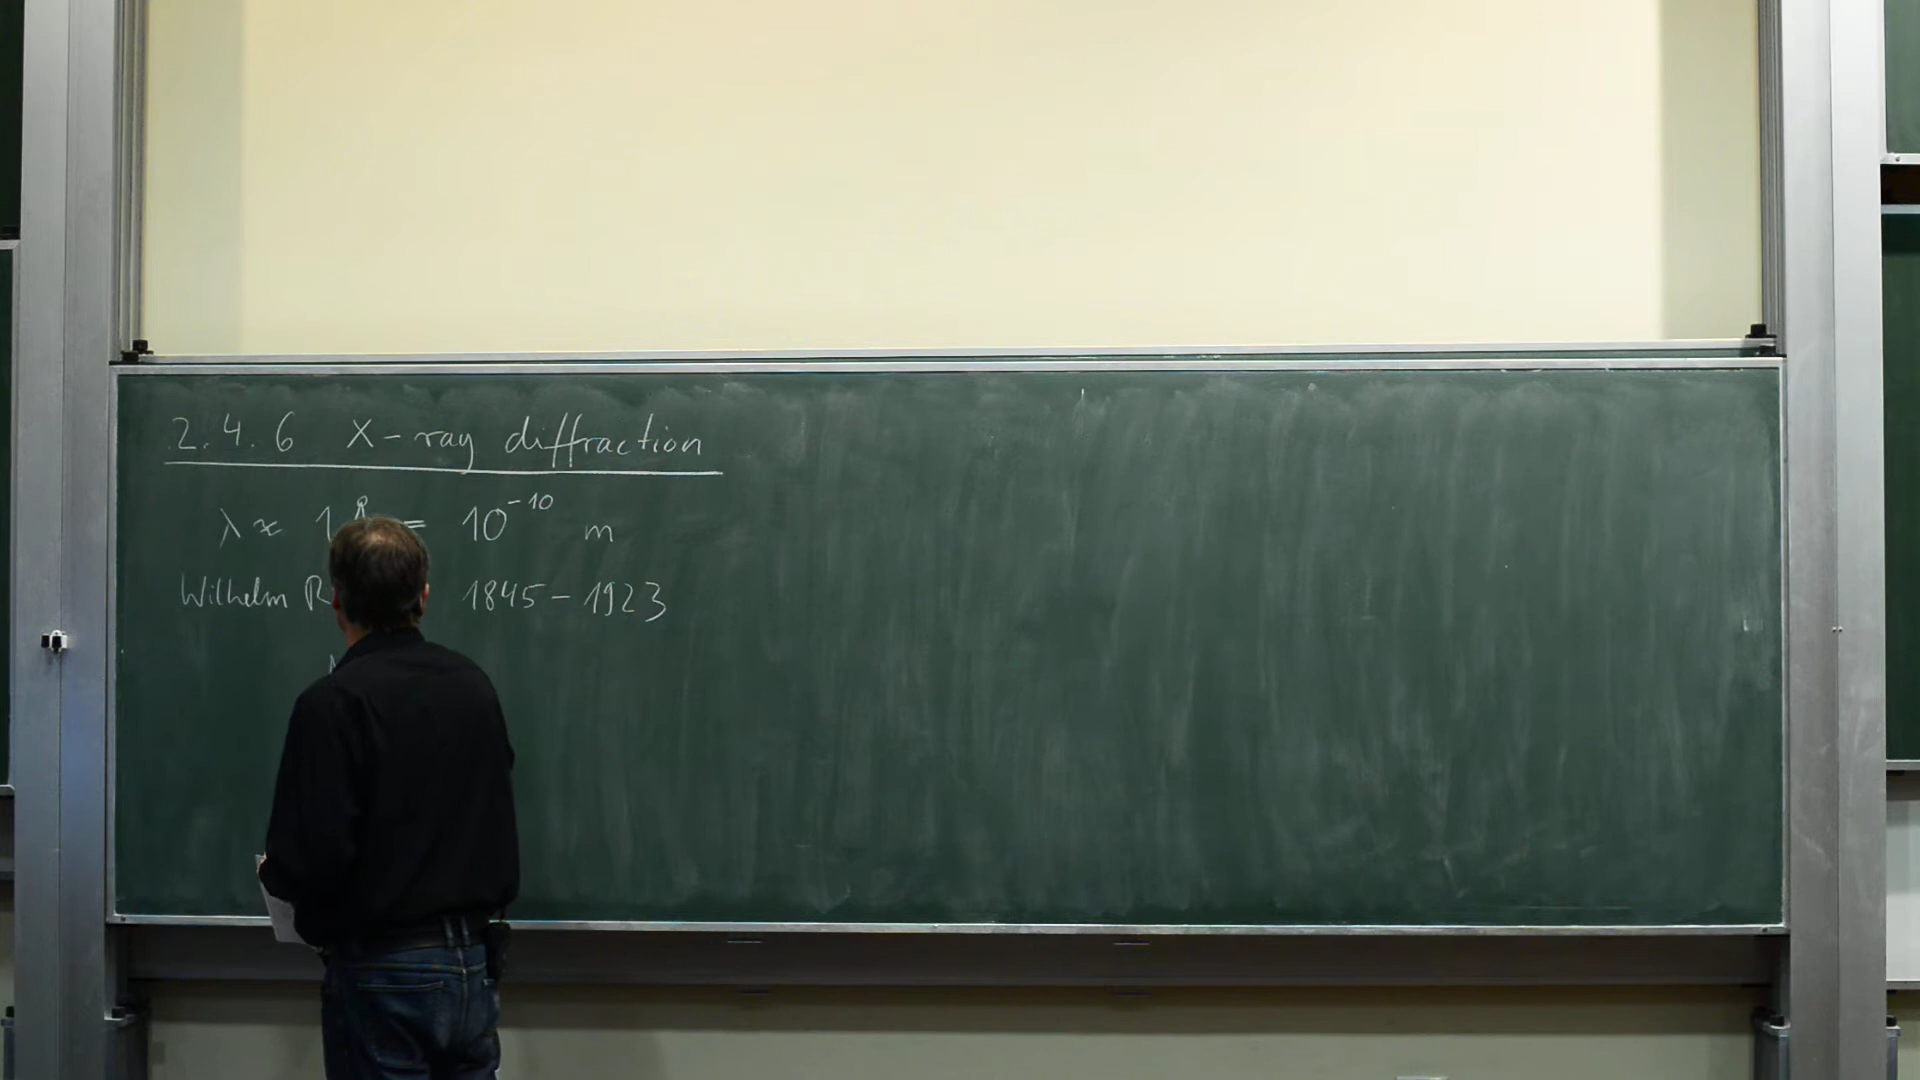 2.4.6 X-ray diffraction
λ ≈ 1 Å = 10⁻¹⁰ m
Wilhelm R 1845 – 1923